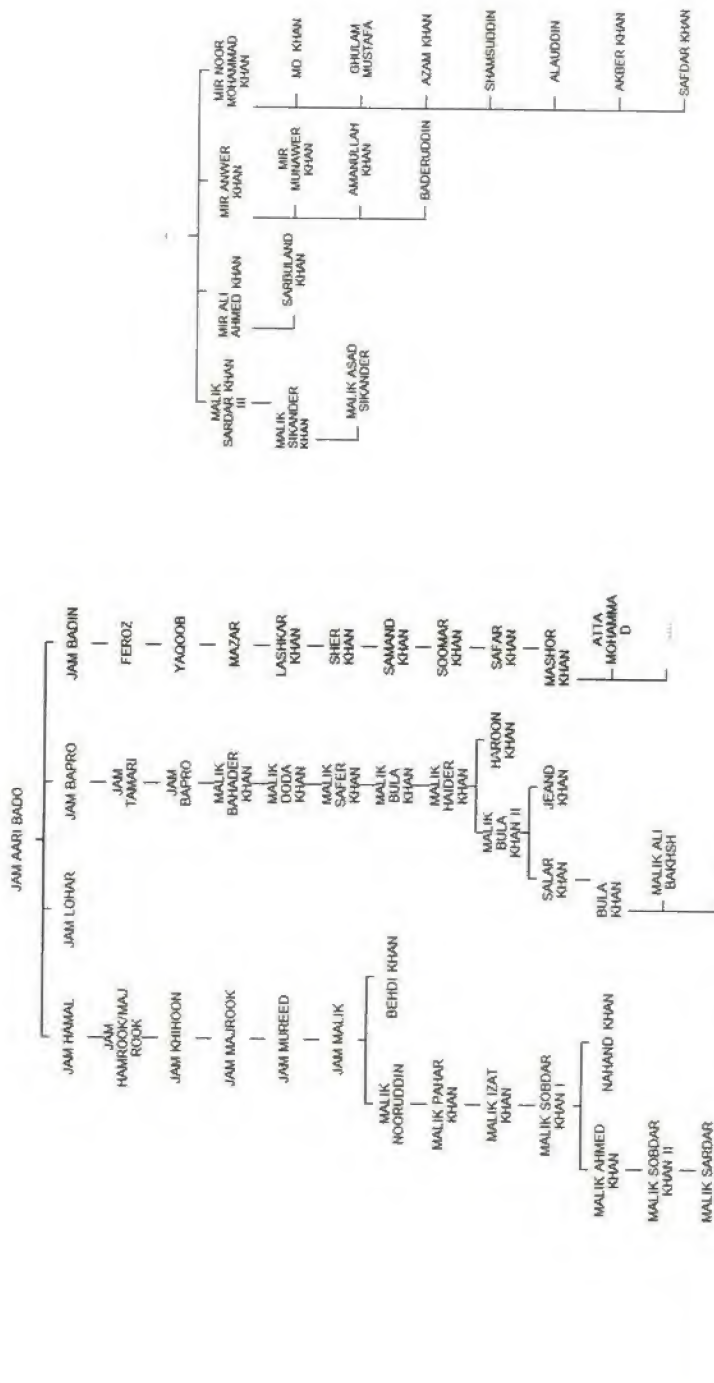 JAM AARI BADO
JAM HAMAL
JAM LOHAR
JAM BAPRO
JAM BADIN
JAM
HAMROOK/MAJ
ROOK
JAM KHIHOON
JAM MAJROOK
JAM MUREED
JAM MALIK
MALIK
NOORUDDIN
BEHDI KHAN
MALIK PAHAR
KHAN
MALIK IZAT
KHAN
MALIK SOBDAR
KHAN I
MALIK AHMED
KHAN
NAHAND KHAN
MALIK SOBDAR
KHAN II
MALIK SARDAR
JAM
TAMARI
JAM
BAPRO
MALIK
BAHADER
KHAN
MALIK
DODA
KHAN
MALIK
SAFER
KHAN
MALIK
BULA
KHAN
MALIK
HAIDER
KHAN
MALIK
BULA
KHAN II
HAROON
KHAN
SALAR
KHAN
JEAND
KHAN
BULA
KHAN
MALIK ALI
BAKHSH
FEROZ
YAQOOB
MAZAR
LASHKAR
KHAN
SHER
KHAN
SAMAND
KHAN
SOOMAR
KHAN
SAFAR
KHAN
MASHOR
KHAN
ATTA
MOHAMMA
D
.....
MALIK
SARDAR KHAN
III
MIR ALI
AHMED KHAN
MIR ANWER
KHAN
MIR NOOR
MOHAMMAD
KHAN
MALIK
SIKANDER
KHAN
MALIK ASAD
SIKANDER
SARBULAND
KHAN
MIR
MUNAWER
KHAN
AMANULLAH
KHAN
BADERUDDIN
MD KHAN
GHULAM
MUSTAFA
AZAM KHAN
SHAMSUDDIN
ALAUDDIN
AKBER KHAN
SAFDAR KHAN